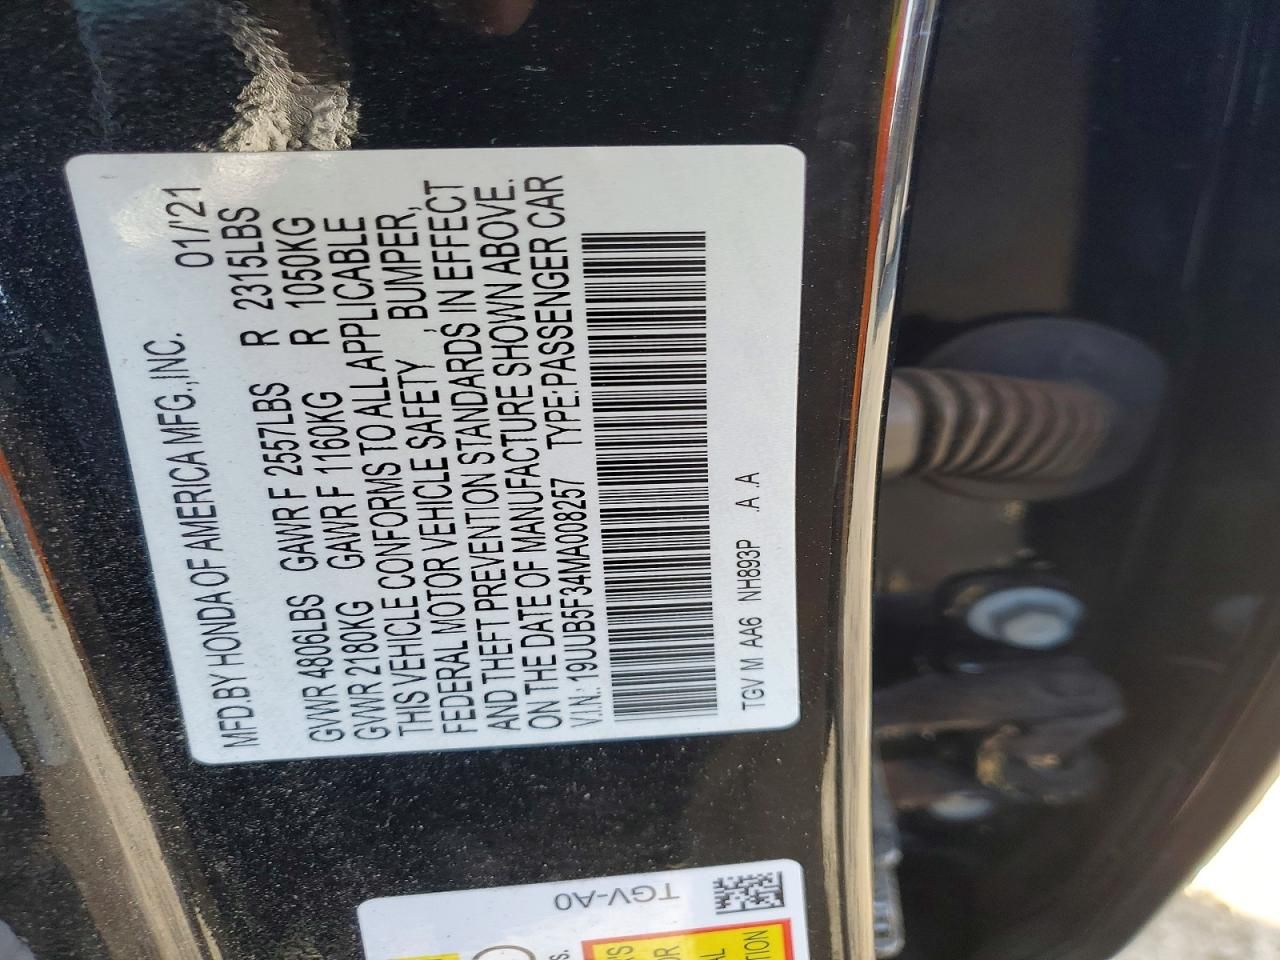 MFD.BY HONDA OF AMERICA MFG.,INC. 01/'21
GVWR 4806LBS GAWR F 2557LBS R 2315LBS
GVWR 2180KG GAWR F 1160KG R 1050KG
THIS VEHICLE CONFORMS TO ALL APPLICABLE
FEDERAL MOTOR VEHICLE SAFETY , BUMPER,
AND THEFT PREVENTION STANDARDS IN EFFECT
ON THE DATE OF MANUFACTURE SHOWN ABOVE.
V.I.N.: 19UUB5F34MA008257 TYPE:PASSENGER CAR
TGV M AA6 NH893P .A .A
TGV-A0